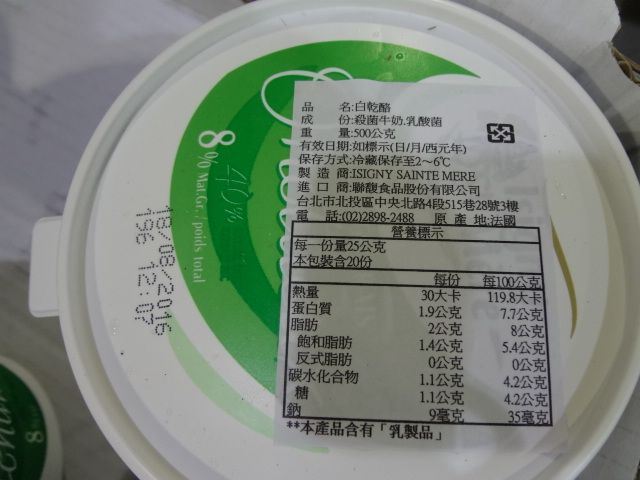 品 名:白乾酪
成 份:殺菌牛奶.乳酸菌
重 量:500公克
有效日期:如標示(日/月/西元年)
保存方式:冷藏保存至2~6℃
製 造 商:ISIGNY SAINTE MERE
進 口 商:聯馥食品股份有限公司
台北市北投區中央北路4段515巷28號3樓
電 話:(02)2898-2488 原 產 地:法國
營養標示
每一份量25公克
本包裝含20份
每份 每100公克
熱量 30大卡 119.8大卡
蛋白質 1.9公克 7.7公克
脂肪 2公克 8公克
飽和脂肪 1.4公克 5.4公克
反式脂肪 0公克 0公克
碳水化合物 1.1公克 4.2公克
糖 1.1公克 4.2公克
鈉 9毫克 35毫克
**本產品含有「乳製品」
8% Mat.Gr. / poids total
40%
18/08/2016
196 12:07
8